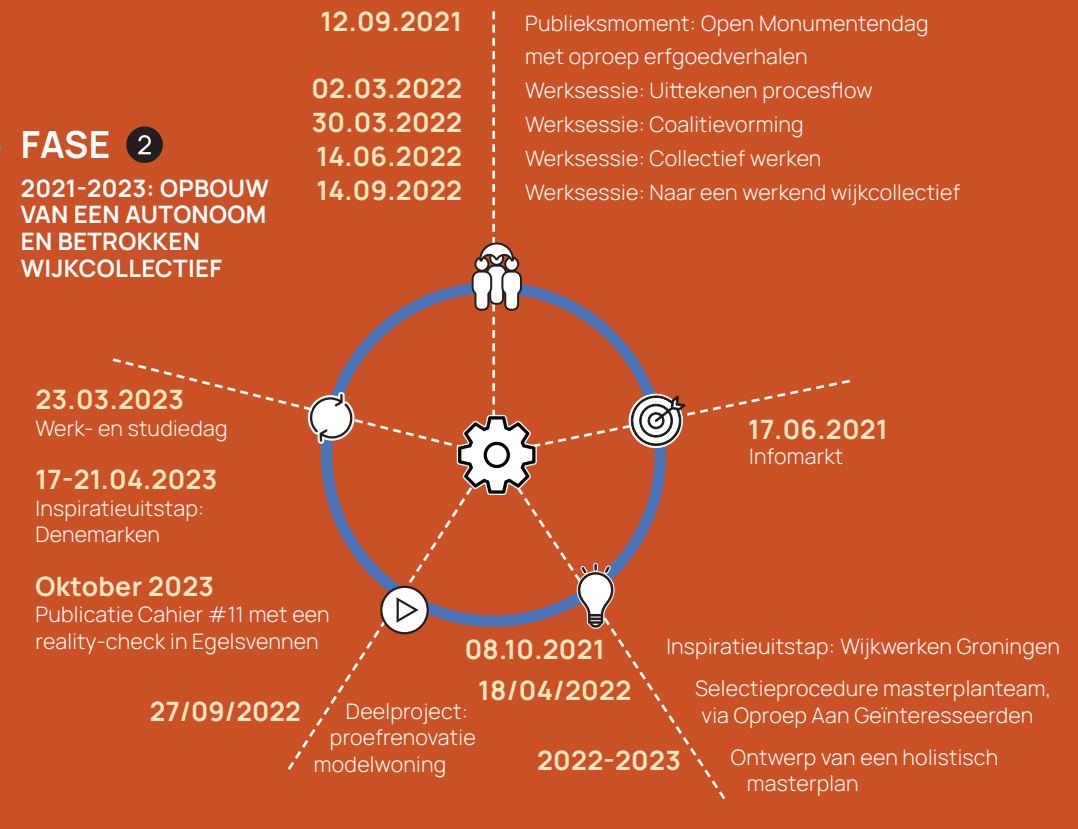 12.09.2021 Publieksmoment: Open Monumentendag
met oproep erfgoedverhalen
02.03.2022 Werksessie: Uittekenen procesflow
30.03.2022 Werksessie: Coalitievorming
14.06.2022 Werksessie: Collectief werken
14.09.2022 Werksessie: Naar een werkend wijkcollectief
FASE 2
2021-2023: OPBOUW
VAN EEN AUTONOOM
EN BETROKKEN
WIJKCOLLECTIEF
17.06.2021
Infomarkt
23.03.2023
Werk- en studiedag
17-21.04.2023
Inspiratieuitstap:
Denemarken
Oktober 2023
Publicatie Cahier #11 met een
reality-check in Egelsvennen
08.10.2021 Inspiratieuitstap: Wijkwerken Groningen
18/04/2022 Selectieprocedure masterplanteam,
via Oproep Aan Geïnteresseerden
2022-2023 Ontwerp van een holistisch
masterplan
27/09/2022 Deelproject:
proefrenovatie
modelwoning